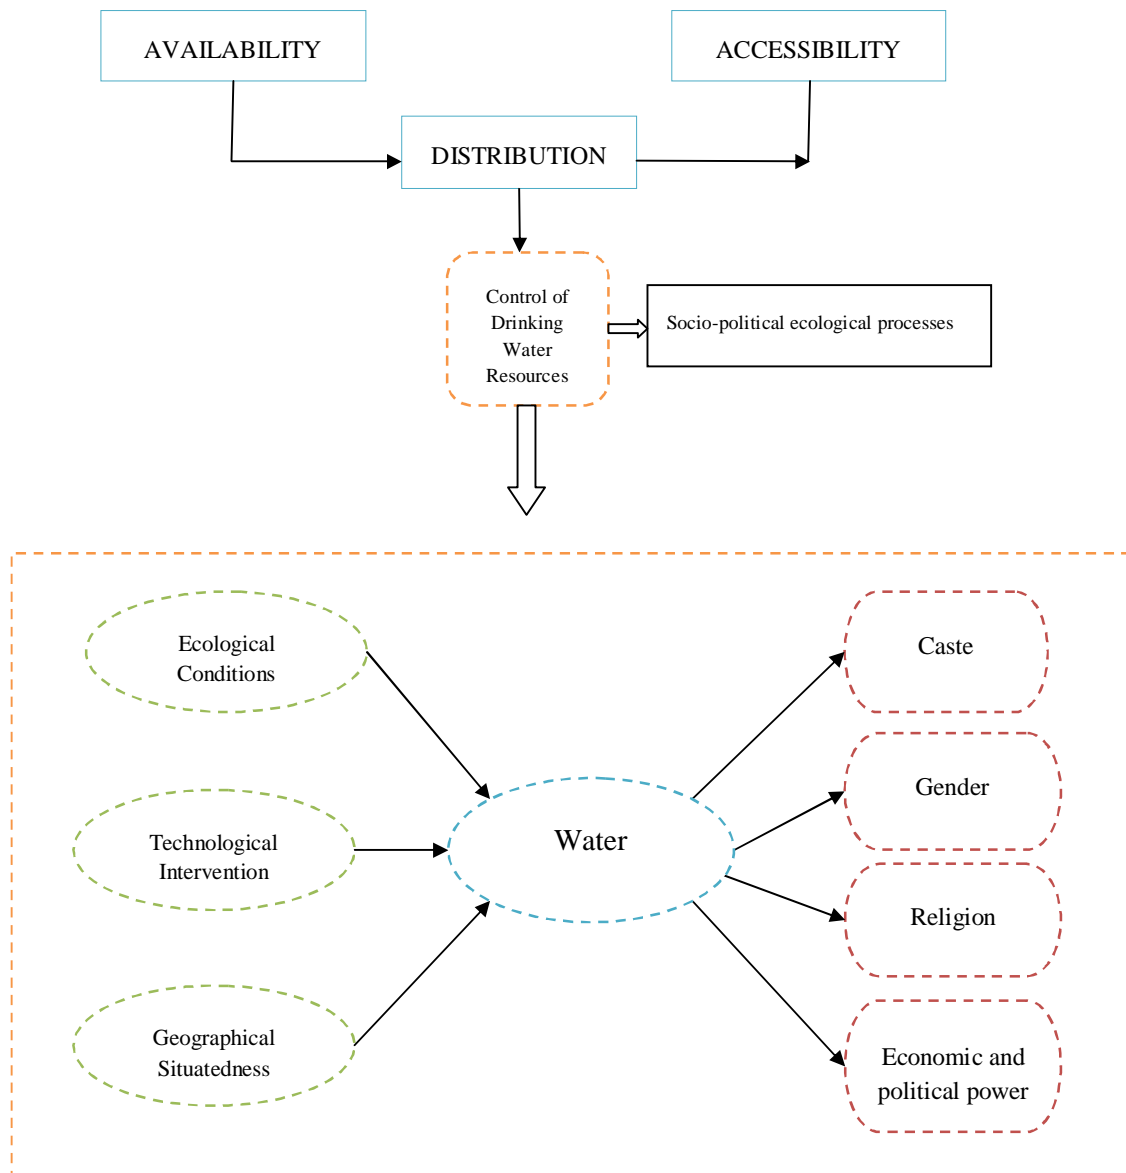 AVAILABILITY
ACCESSIBILITY
DISTRIBUTION
Control of
Drinking
Water
Resources
Socio-political ecological processes
Ecological
Conditions
Caste
Gender
Technological
Intervention
Water
Religion
Geographical
Situatedness
Economic and
political power